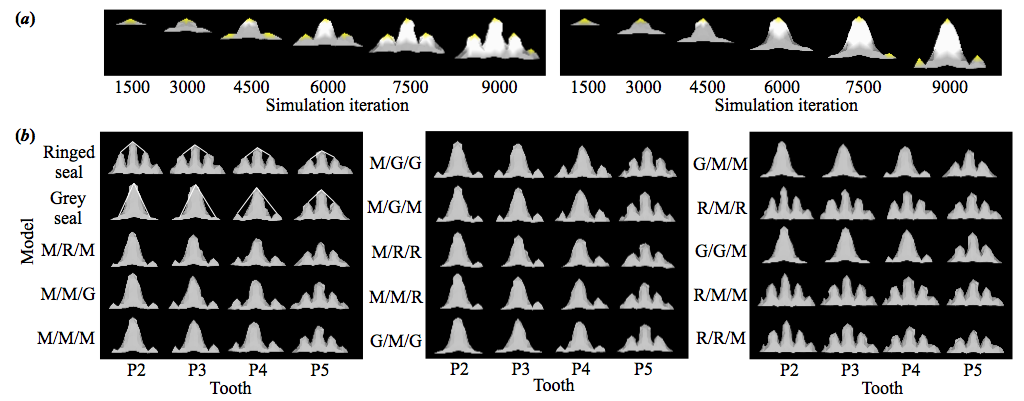 (a)
1500 3000 4500 6000 7500 9000
Simulation iteration
1500 3000 4500 6000 7500 9000
Simulation iteration
(b)
Model
Ringed
seal
Grey
seal
M/R/M
M/M/G
M/M/M
P2 P3 P4 P5
Tooth
M/G/G
M/G/M
M/R/R
M/M/R
G/M/G
P2 P3 P4 P5
Tooth
G/M/M
R/M/R
G/G/M
R/M/M
R/R/M
P2 P3 P4 P5
Tooth